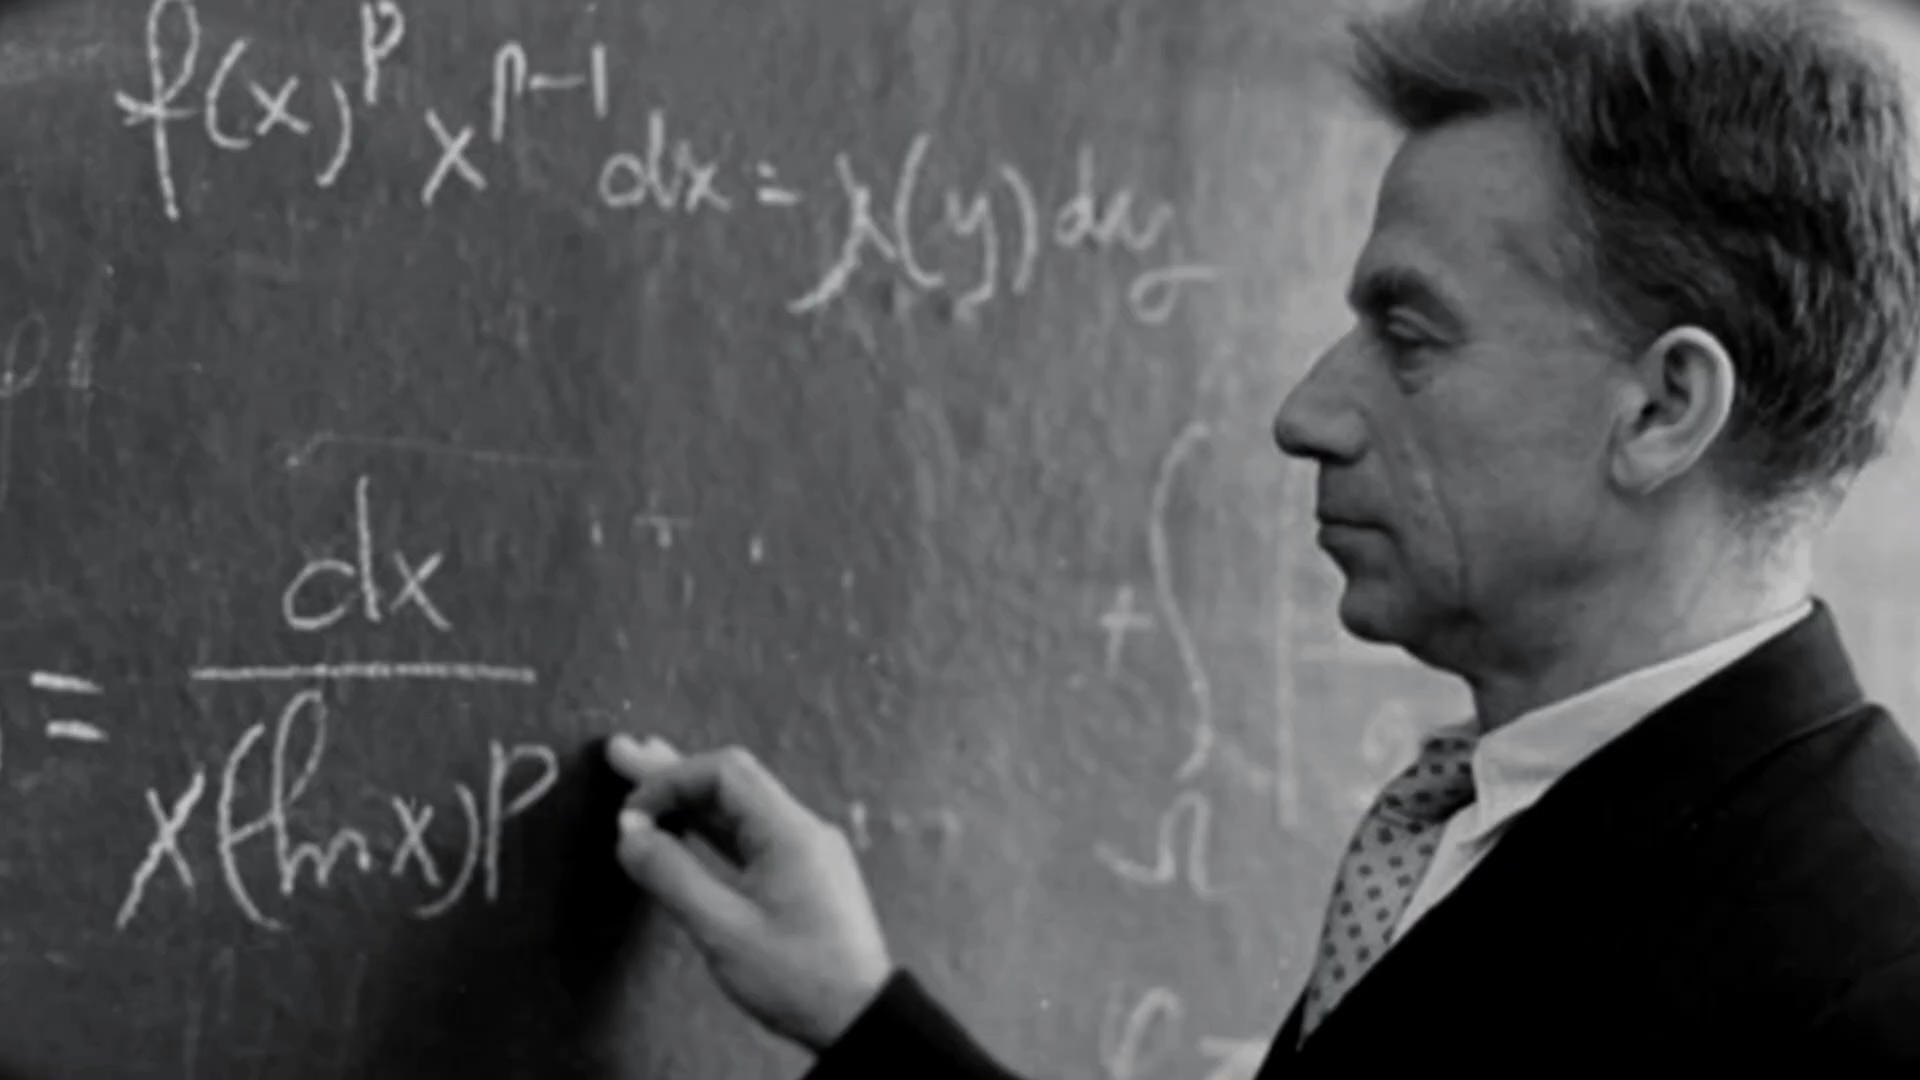 f(x)^p x^{p-1} dx = λ(y) dy
= dx
x(ln x)^p